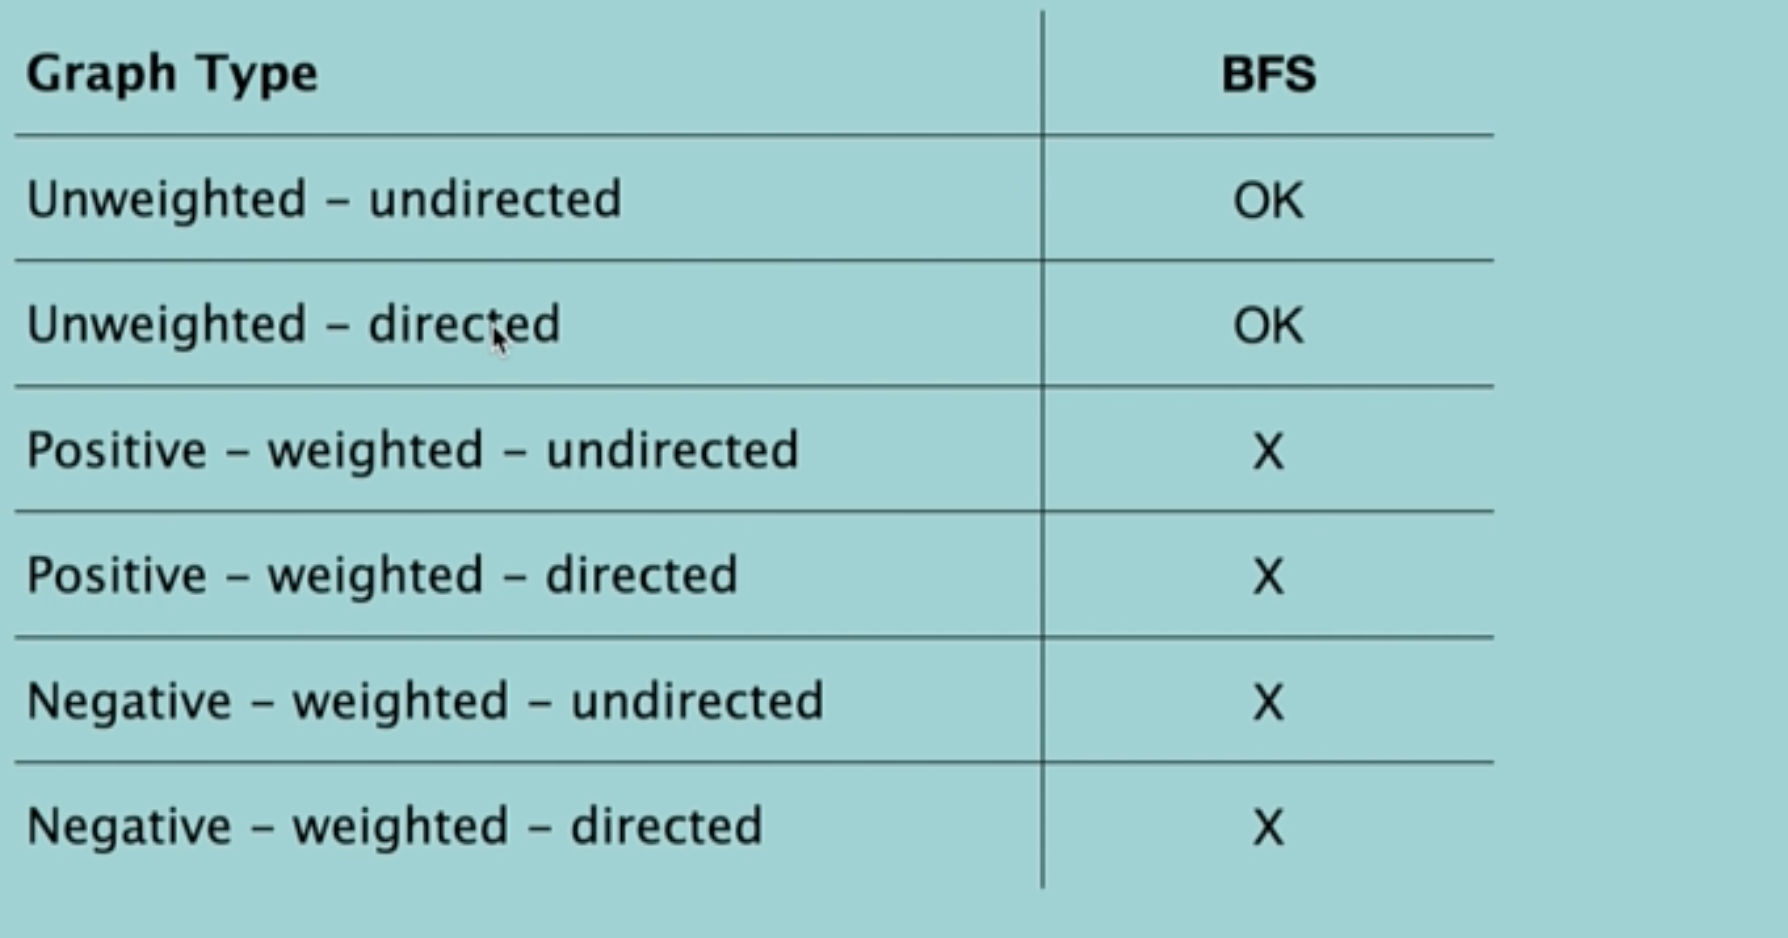 Graph Type BFS
Unweighted – undirected OK
Unweighted – directed OK
Positive – weighted – undirected X
Positive – weighted – directed X
Negative – weighted – undirected X
Negative – weighted – directed X